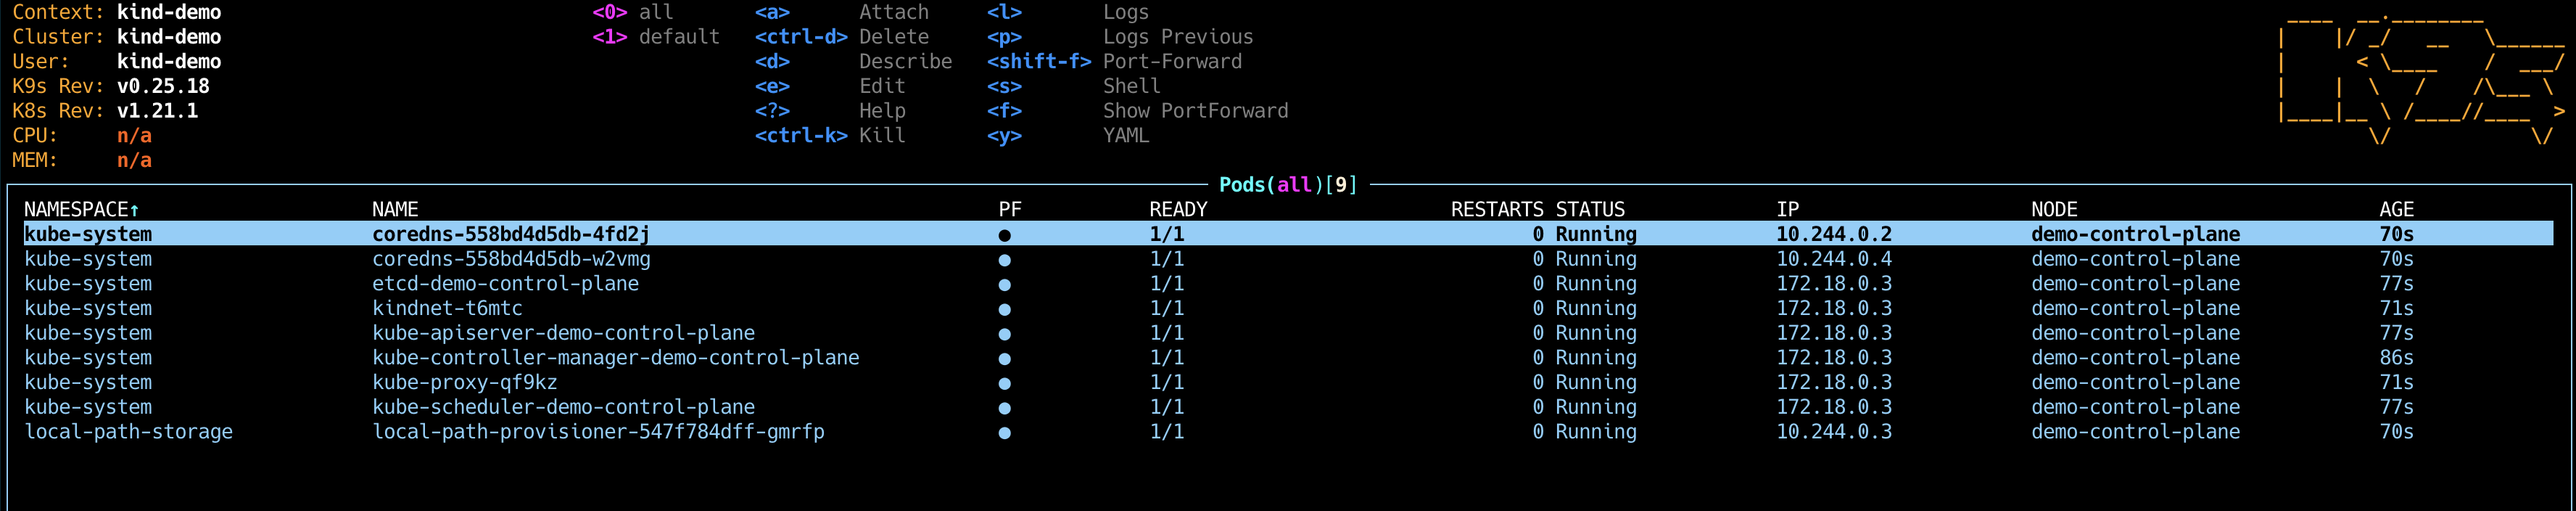 Context: kind-demo <0> all <a> Attach <l> Logs
Cluster: kind-demo <1> default <ctrl-d> Delete <p> Logs Previous
User: kind-demo <d> Describe <shift-f> Port-Forward
K9s Rev: v0.25.18 <e> Edit <s> Shell
K8s Rev: v1.21.1 <?> Help <f> Show PortForward
CPU: n/a <ctrl-k> Kill <y> YAML
MEM: n/a
Pods(all)[9]
NAMESPACE↑ NAME PF READY RESTARTS STATUS IP NODE AGE
kube-system coredns-558bd4d5db-4fd2j ● 1/1 0 Running 10.244.0.2 demo-control-plane 70s
kube-system coredns-558bd4d5db-w2vmg ● 1/1 0 Running 10.244.0.4 demo-control-plane 70s
kube-system etcd-demo-control-plane ● 1/1 0 Running 172.18.0.3 demo-control-plane 77s
kube-system kindnet-t6mtc ● 1/1 0 Running 172.18.0.3 demo-control-plane 71s
kube-system kube-apiserver-demo-control-plane ● 1/1 0 Running 172.18.0.3 demo-control-plane 77s
kube-system kube-controller-manager-demo-control-plane ● 1/1 0 Running 172.18.0.3 demo-control-plane 86s
kube-system kube-proxy-qf9kz ● 1/1 0 Running 172.18.0.3 demo-control-plane 71s
kube-system kube-scheduler-demo-control-plane ● 1/1 0 Running 172.18.0.3 demo-control-plane 77s
local-path-storage local-path-provisioner-547f784dff-gmrfp ● 1/1 0 Running 10.244.0.3 demo-control-plane 70s